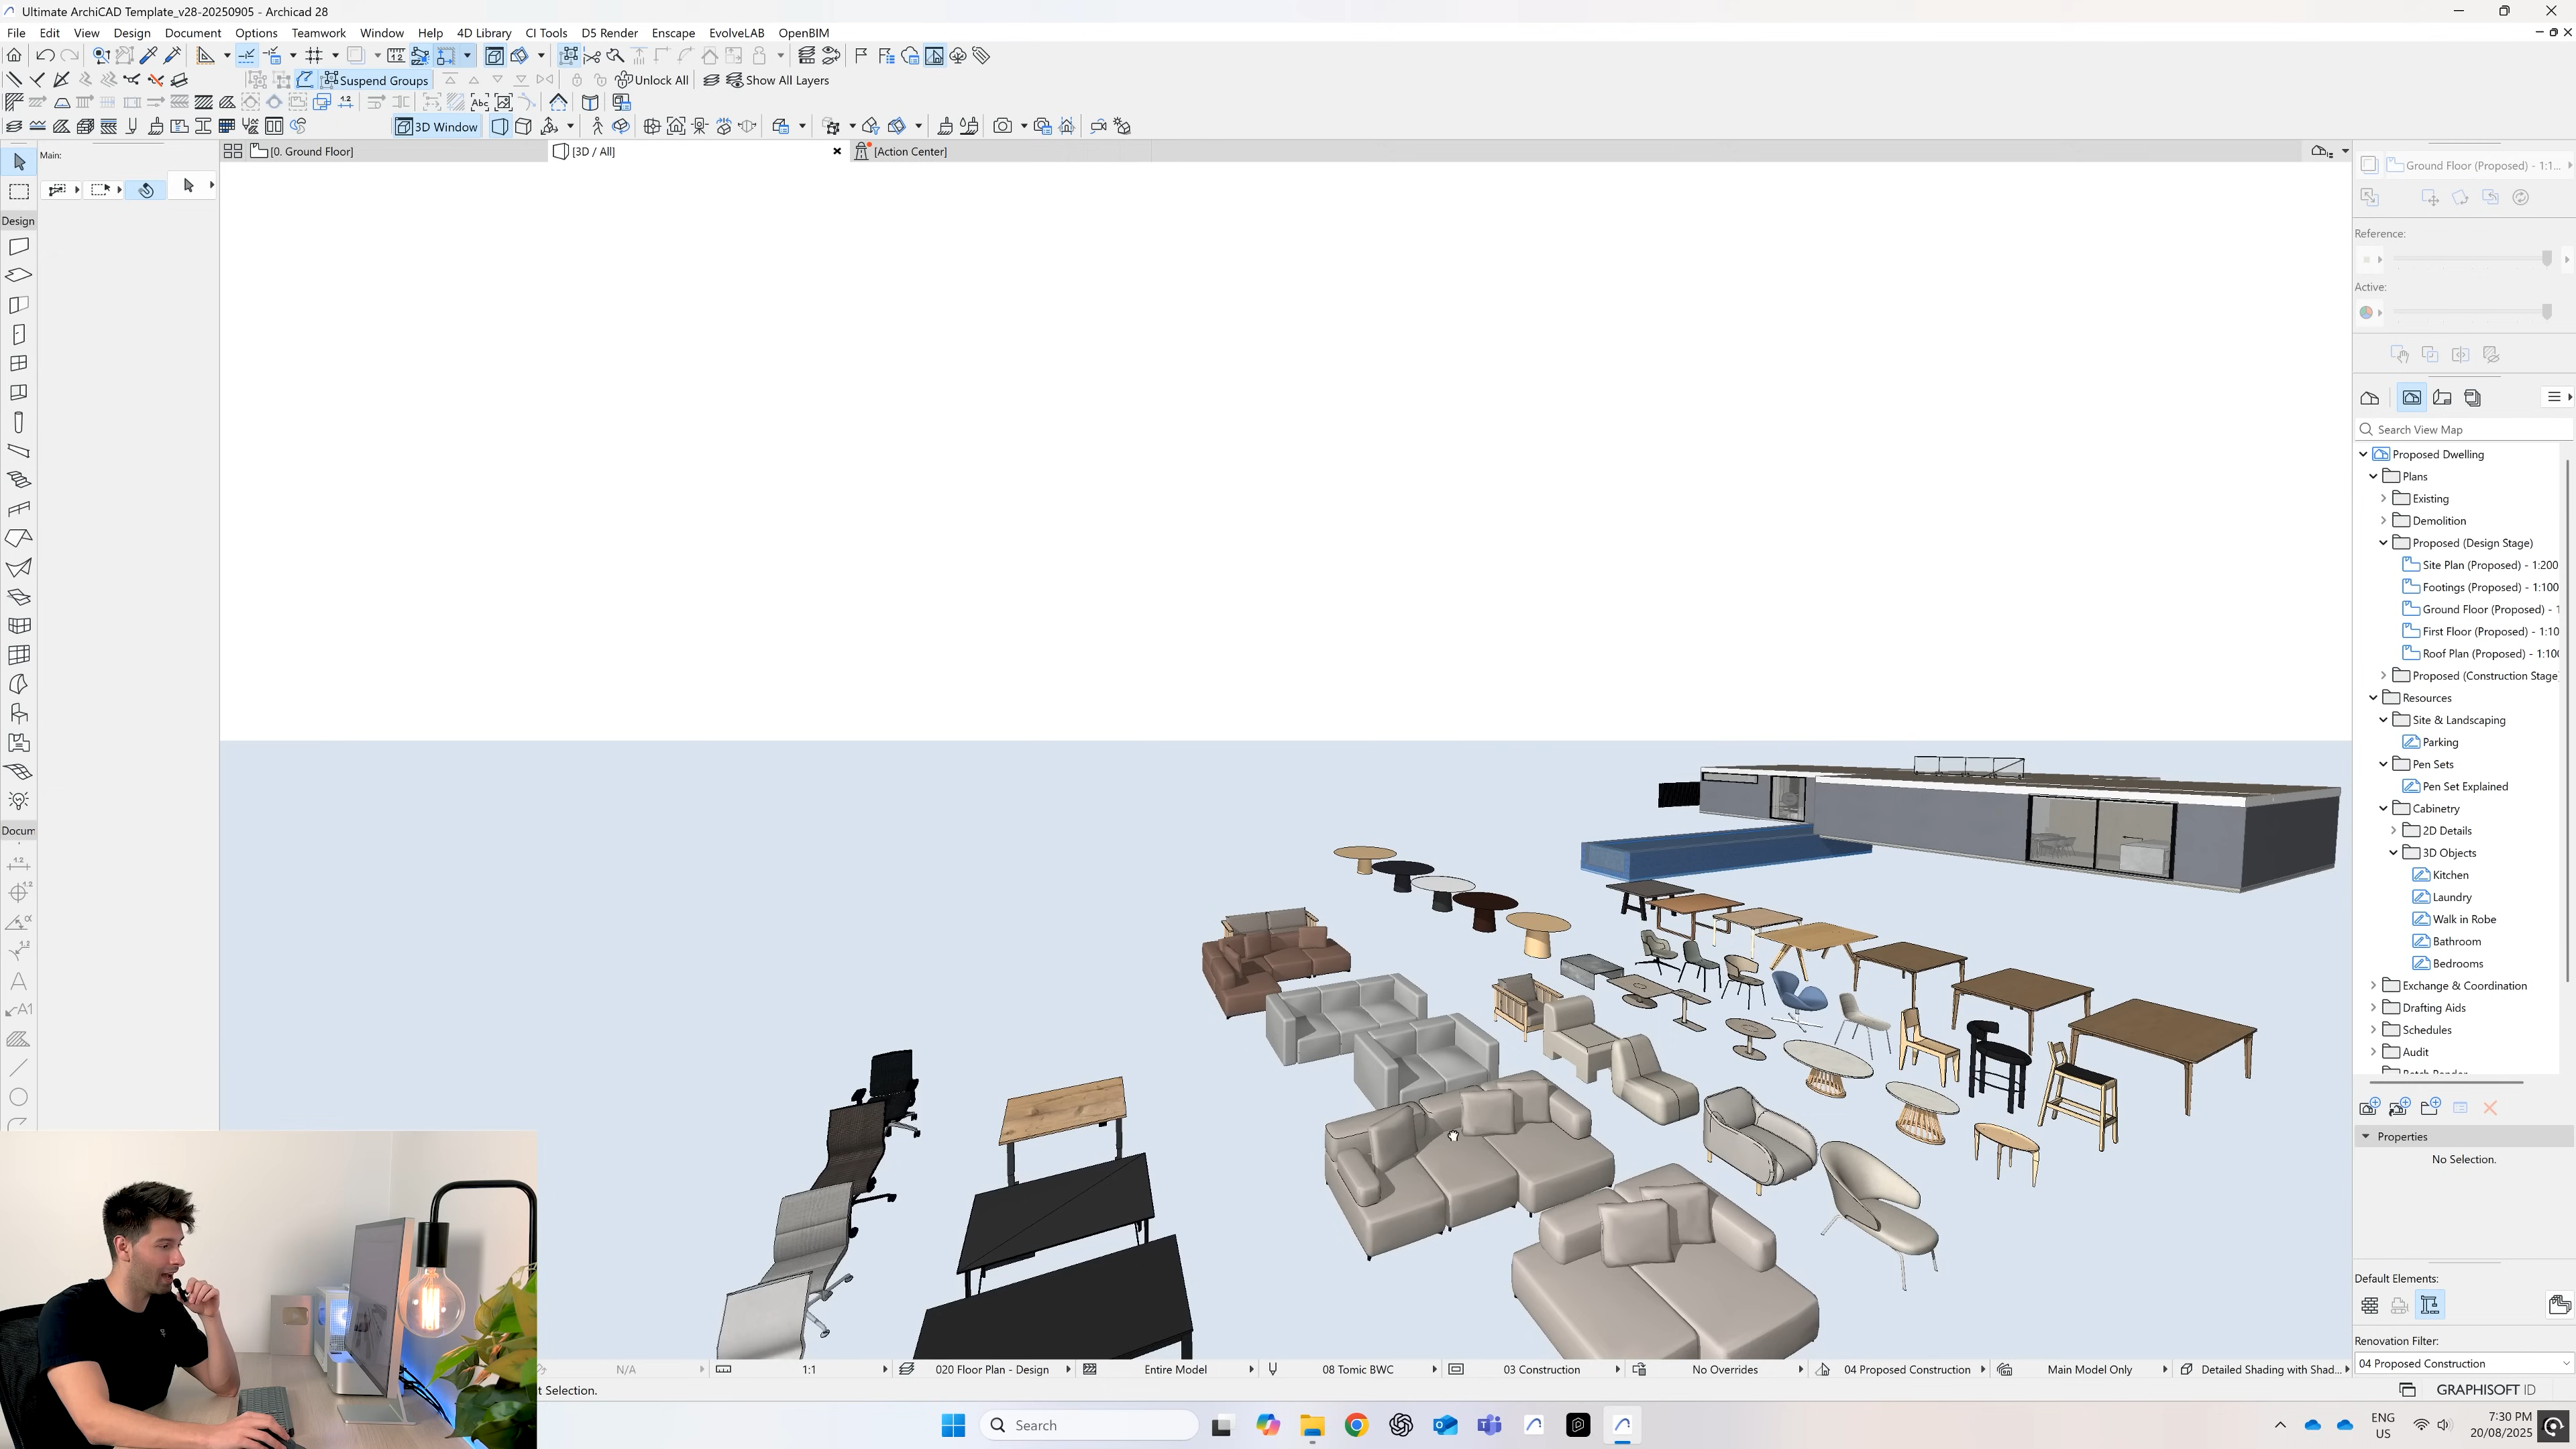 Ultimate ArchiCAD Template_v28-20250905 - Archicad 28
File Edit View Design Document Options Teamwork Window Help 4D Library CI Tools D5 Render Enscape EvolveLAB OpenBIM
Suspend Groups
Unlock All
Show All Layers
Abc
1.2
3D Window
Main:
[0. Ground Floor]
[3D / All]
[Action Center]
Design
Docum
1.2
A
A1
Ground Floor (Proposed) - 1:1...
Reference:
Active:
Search View Map
Proposed Dwelling
Plans
Existing
Demolition
Proposed (Design Stage)
Site Plan (Proposed) - 1:200
Footings (Proposed) - 1:100
Ground Floor (Proposed) - 1
First Floor (Proposed) - 1:10
Roof Plan (Proposed) - 1:100
Proposed (Construction Stage
Resources
Site & Landscaping
Parking
Pen Sets
Pen Set Explained
Cabinetry
2D Details
3D Objects
Kitchen
Laundry
Walk in Robe
Bathroom
Bedrooms
Exchange & Coordination
Drafting Aids
Schedules
Audit
Properties
No Selection.
Default Elements:
Renovation Filter:
04 Proposed Construction
N/A
1:1
020 Floor Plan - Design
Entire Model
08 Tomic BWC
03 Construction
No Overrides
04 Proposed Construction
Main Model Only
Detailed Shading with Shad...
t Selection.
GRAPHISOFT ID
Search
ENG
US
7:30 PM
20/08/2025